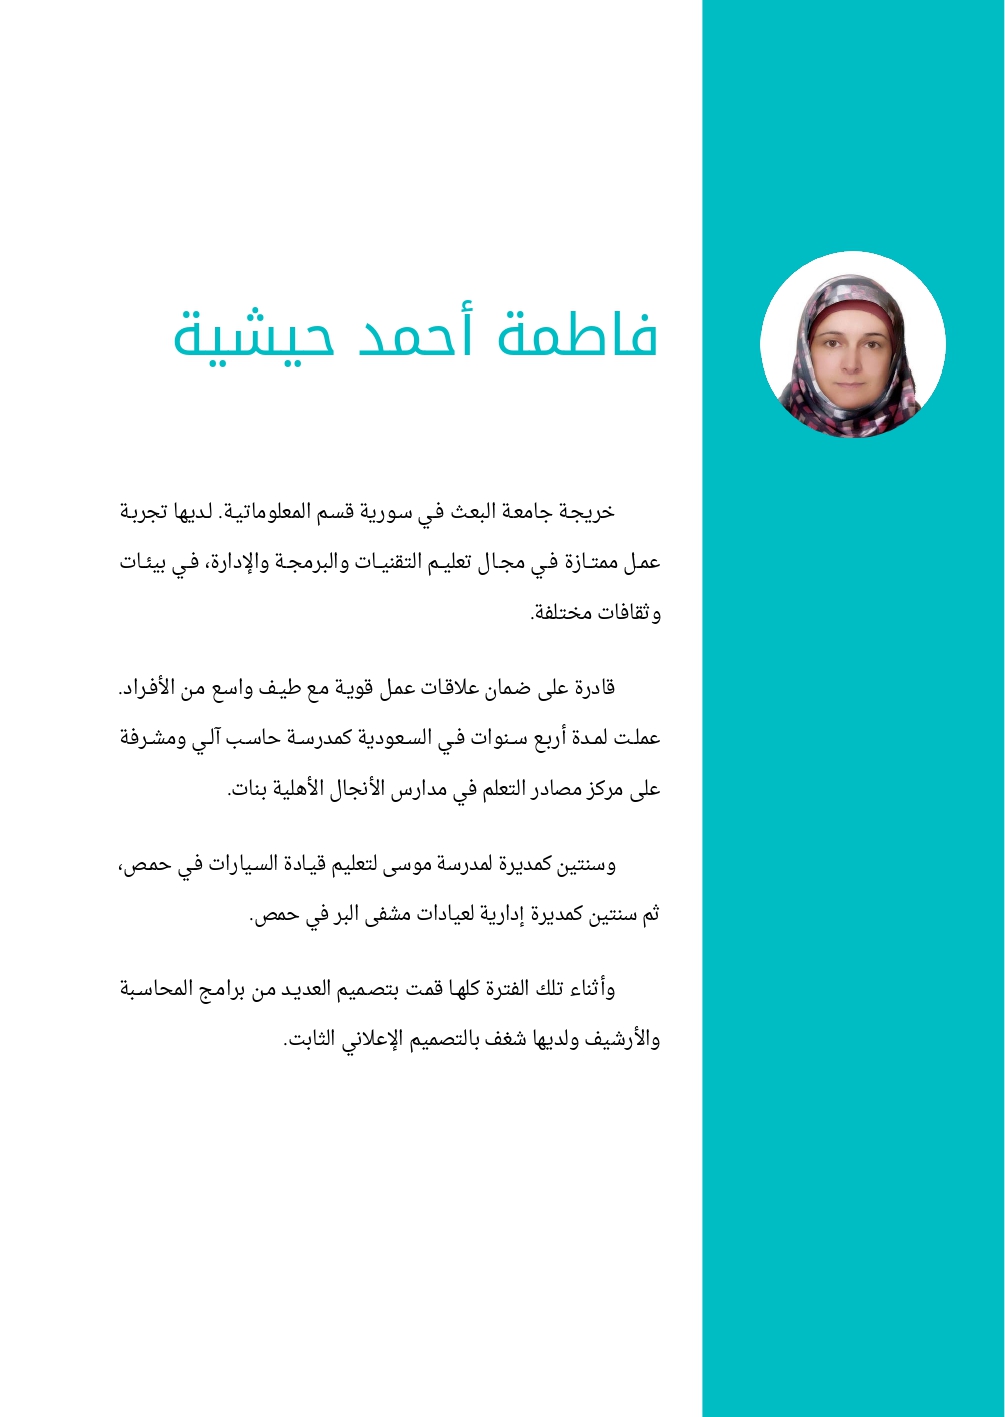 فاطمة أحمد حيشية
خريجة جامعة البعث في سورية قسم المعلوماتية. لديها تجربة
عمل ممتازة في مجال تعليم التقنيات والبرمجة والإدارة، في بيئات
وثقافات مختلفة.
قادرة على ضمان علاقات عمل قوية مع طيف واسع من الأفراد.
عملت لمدة أربع سنوات في السعودية كمدرسة حاسب آلي ومشرفة
على مركز مصادر التعلم في مدارس الأنجال الأهلية بنات.
وسنتين كمديرة لمدرسة موسى لتعليم قيادة السيارات في حمص،
ثم سنتين كمديرة إدارية لعيادات مشفى البر في حمص.
وأثناء تلك الفترة كلها قمت بتصميم العديد من برامج المحاسبة
والأرشيف ولديها شغف بالتصميم الإعلاني الثابت.